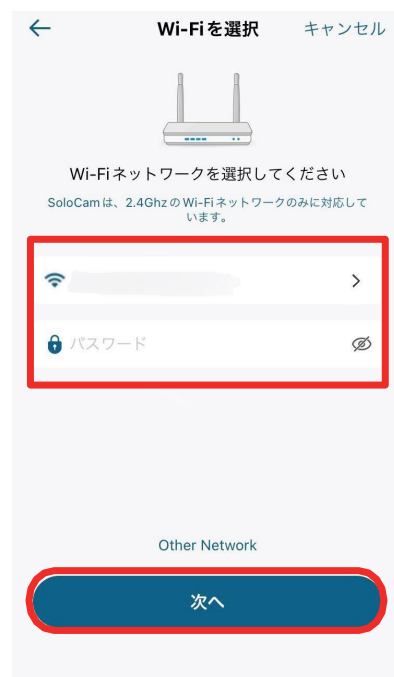 Wi-Fiを選択 キャンセル
Wi-Fiネットワークを選択してください
SoloCamは、2.4GhzのWi-Fiネットワークのみに対応して
います。
パスワード
Other Network
次へ